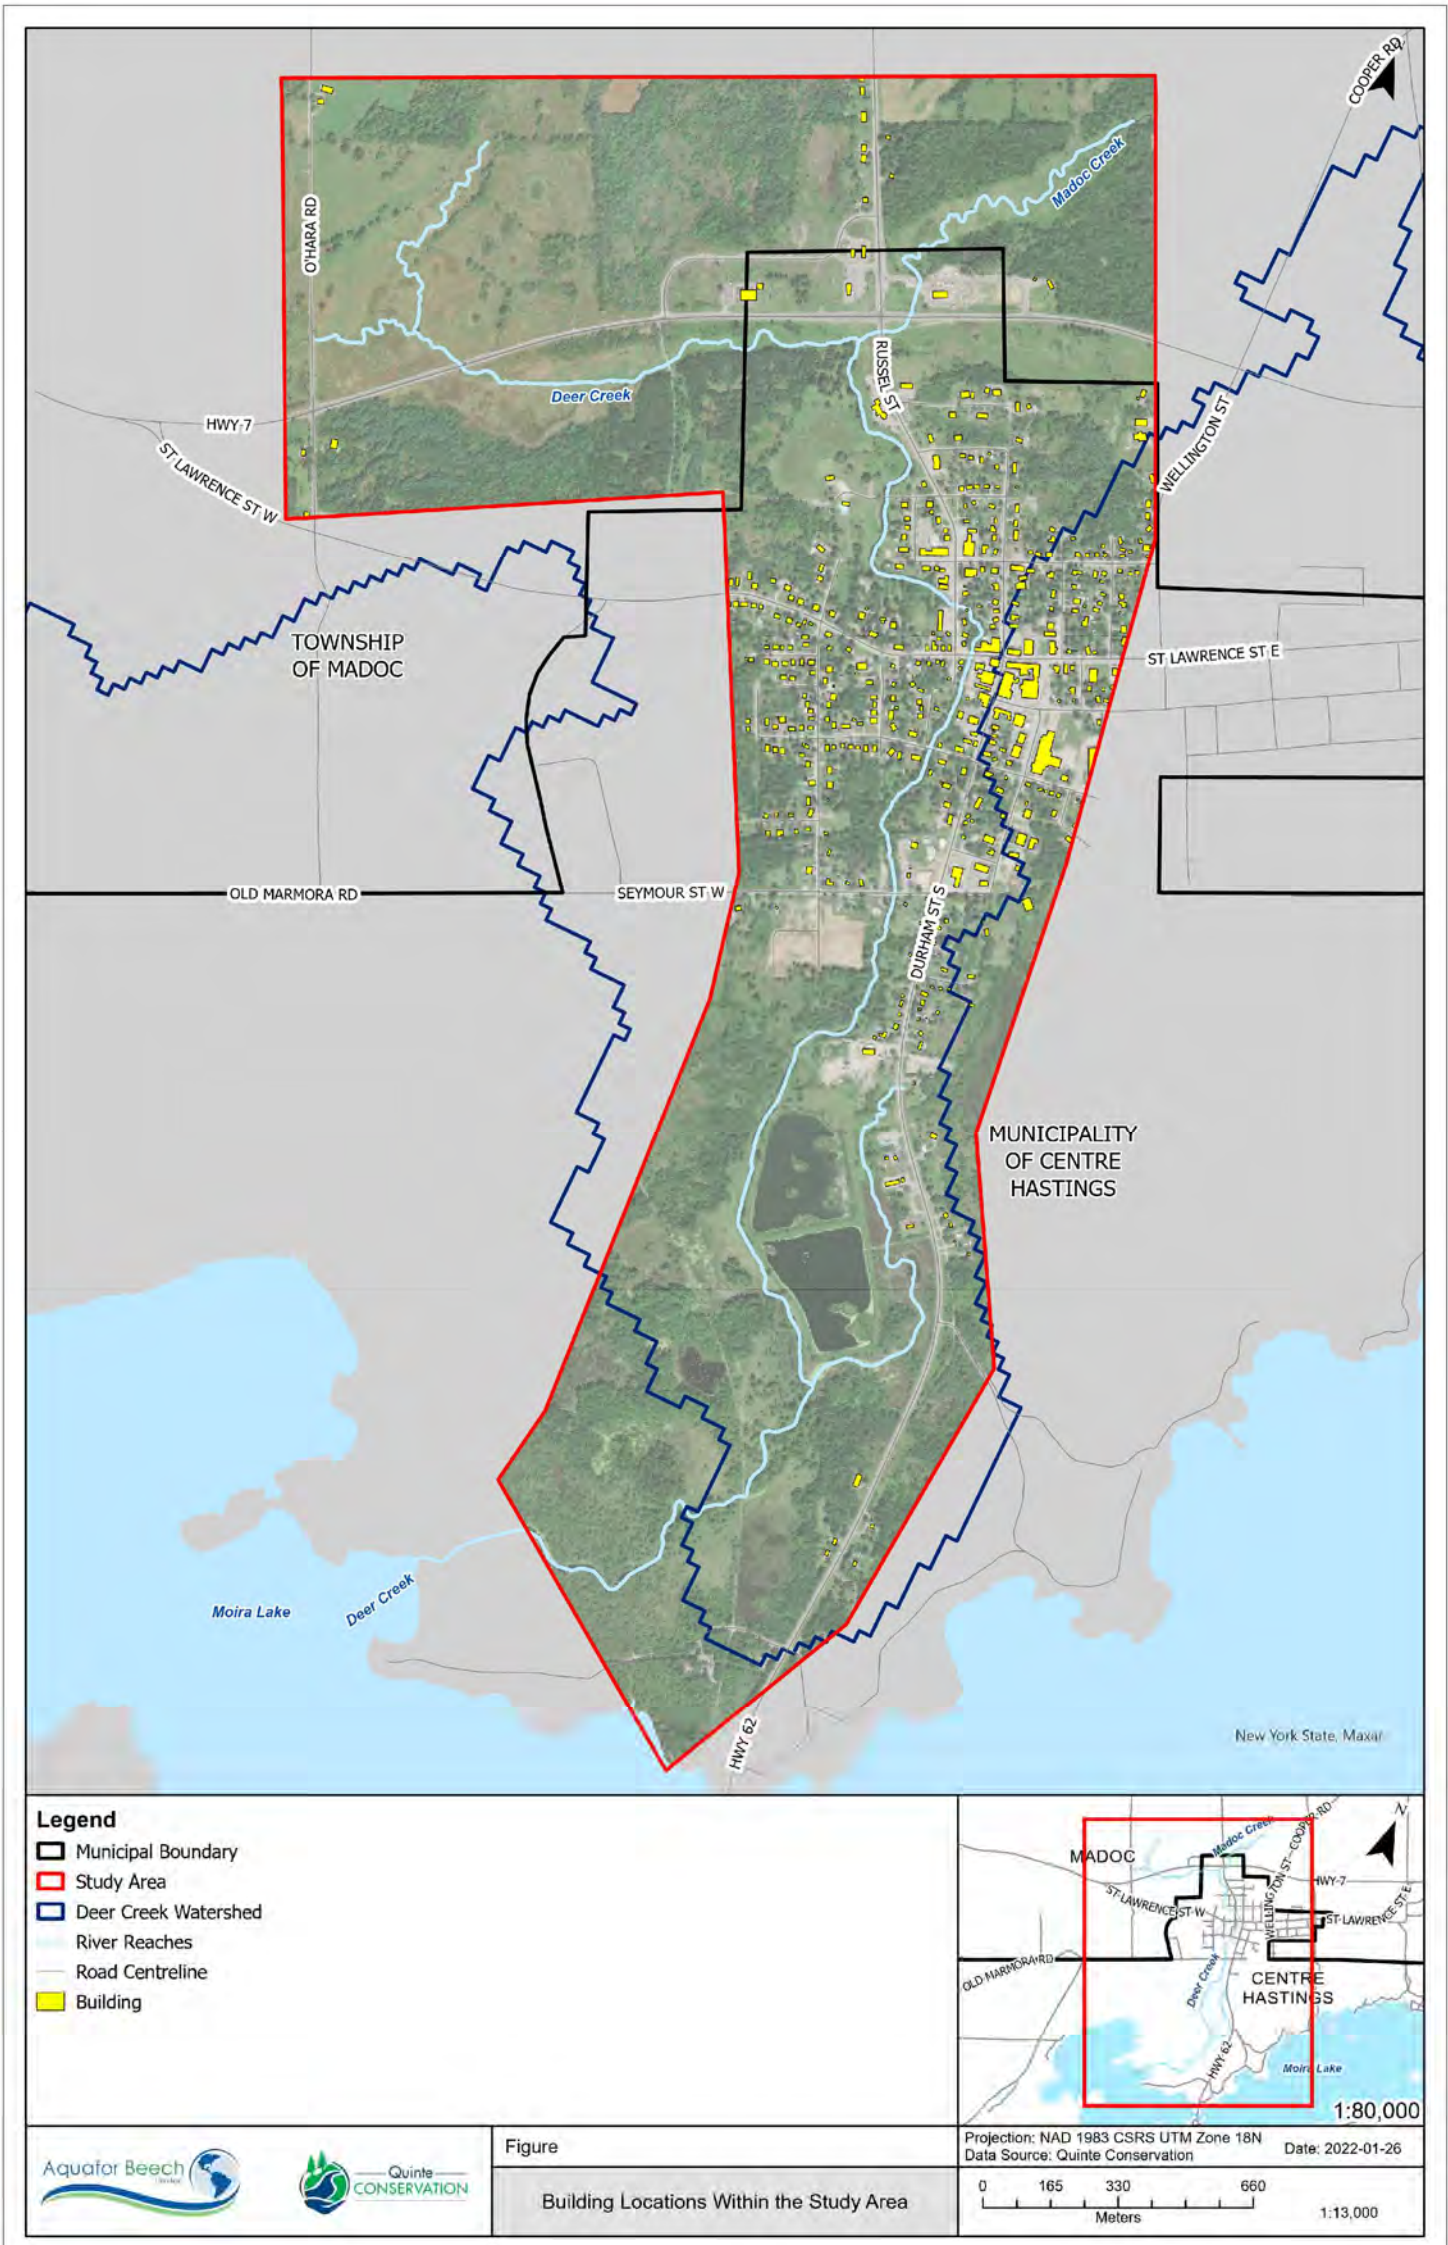 COOPER RD
Madoc Creek
O'HARA RD
RUSSEL ST
Deer Creek
HWY 7
ST LAWRENCE ST W
WELLINGTON ST
TOWNSHIP
OF MADOC
ST LAWRENCE ST E
OLD MARMORA RD
SEYMOUR ST W
DURHAM ST S
MUNICIPALITY
OF CENTRE
HASTINGS
Moira Lake
Deer Creek
HWY 62
New York State, Maxar
Legend
Municipal Boundary
Study Area
Deer Creek Watershed
River Reaches
Road Centreline
Building
N
Madoc Creek
COOPER RD
MADOC
WELLINGTON ST
HWY 7
ST LAWRENCE ST W
ST LAWRENCE ST E
OLD MARMORA RD
Deer Creek
CENTRE
HASTINGS
HWY 62
Moira Lake
1:80,000
Aquafor Beech
Limited
Quinte
CONSERVATION
Figure
Building Locations Within the Study Area
Projection: NAD 1983 CSRS UTM Zone 18N
Data Source: Quinte Conservation
Date: 2022-01-26
0 165 330 660
Meters
1:13,000